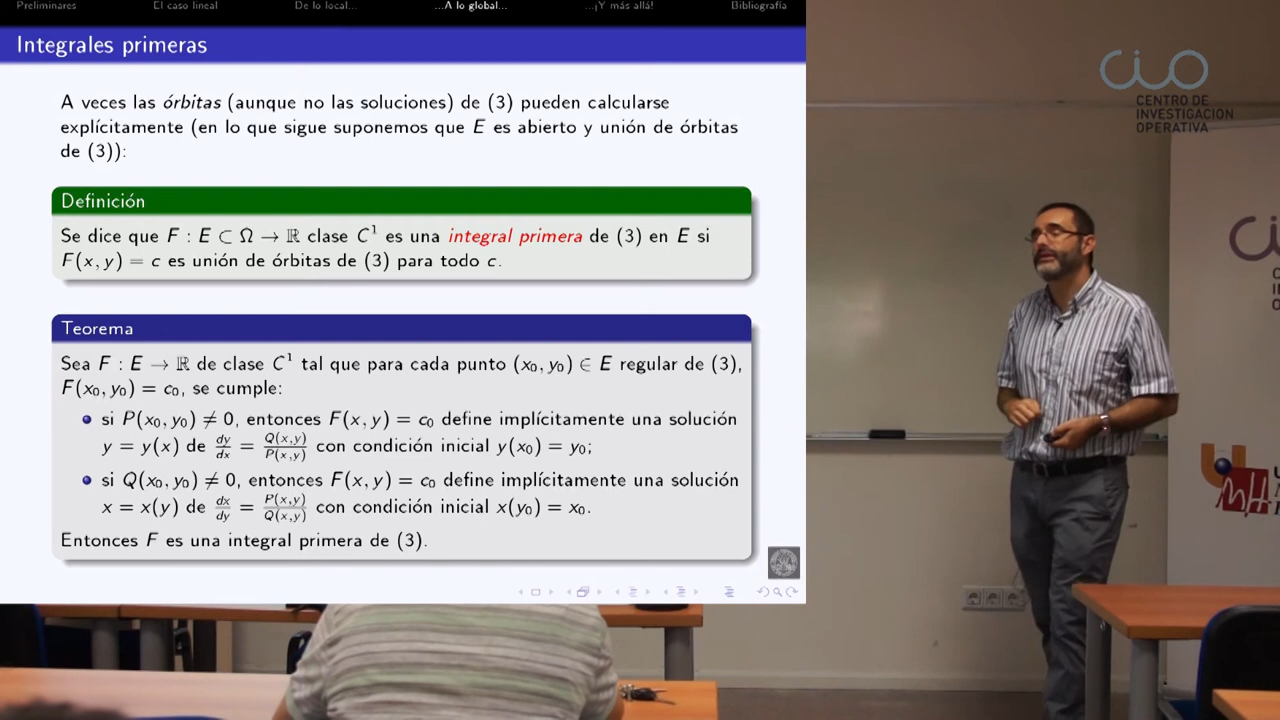 Preliminares El caso lineal De lo local... ...A lo global... ...¡Y más allá! Bibliografía
Integrales primeras
A veces las órbitas (aunque no las soluciones) de (3) pueden calcularse
explícitamente (en lo que sigue suponemos que E es abierto y unión de órbitas
de (3)):
Definición
Se dice que F : E ⊂ Ω → ℝ clase C¹ es una integral primera de (3) en E si
F(x, y) = c es unión de órbitas de (3) para todo c.
Teorema
Sea F : E → ℝ de clase C¹ tal que para cada punto (x₀, y₀) ∈ E regular de (3),
F(x₀, y₀) = c₀, se cumple:
si P(x₀, y₀) ≠ 0, entonces F(x, y) = c₀ define implícitamente una solución
y = y(x) de dy/dx = Q(x,y)/P(x,y) con condición inicial y(x₀) = y₀;
si Q(x₀, y₀) ≠ 0, entonces F(x, y) = c₀ define implícitamente una solución
x = x(y) de dx/dy = P(x,y)/Q(x,y) con condición inicial x(y₀) = x₀.
Entonces F es una integral primera de (3).
CIO
CENTRO DE
INVESTIGACION
OPERATIVA